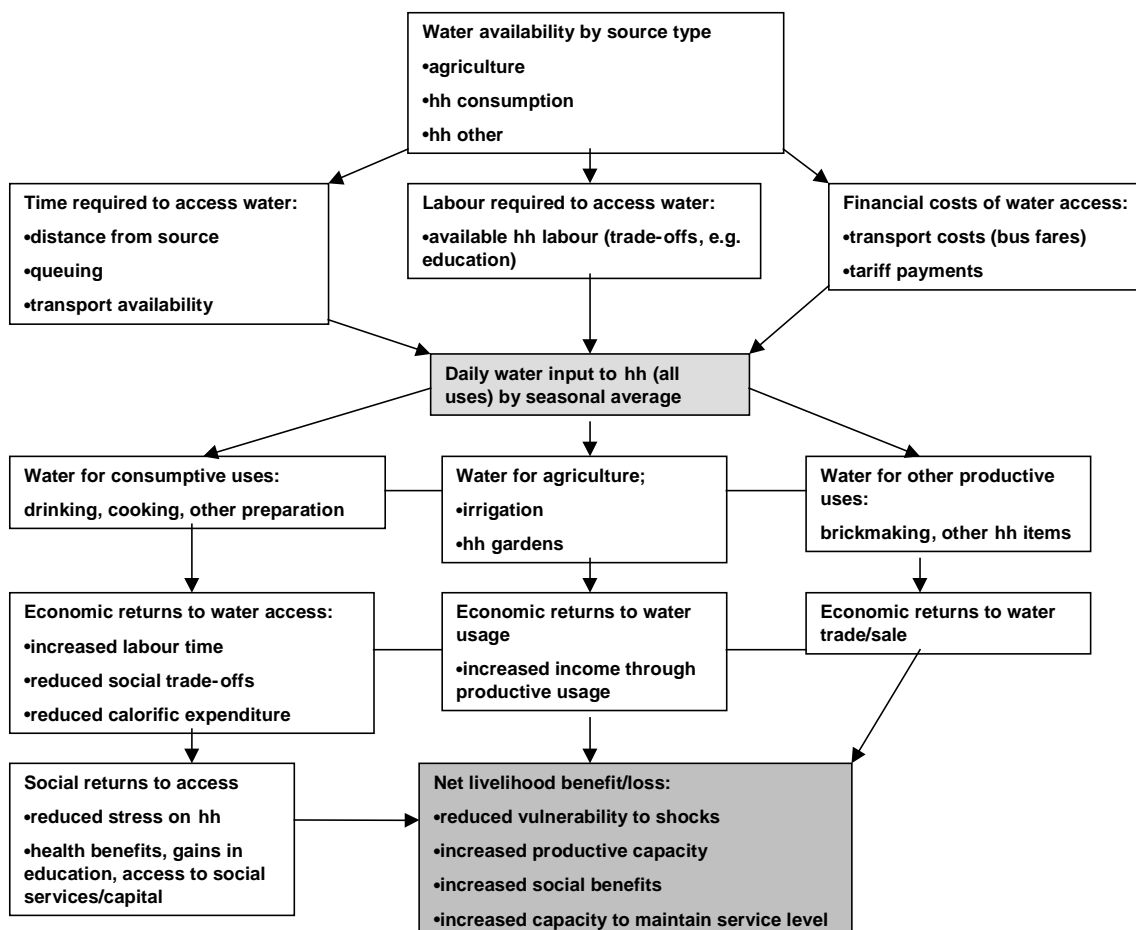 Water availability by source type
•agriculture
•hh consumption
•hh other
Time required to access water:
•distance from source
•queuing
•transport availability
Labour required to access water:
•available hh labour (trade-offs, e.g.
education)
Financial costs of water access:
•transport costs (bus fares)
•tariff payments
Daily water input to hh (all
uses) by seasonal average
Water for consumptive uses:
drinking, cooking, other preparation
Water for agriculture;
•irrigation
•hh gardens
Water for other productive
uses:
brickmaking, other hh items
Economic returns to water access:
•increased labour time
•reduced social trade-offs
•reduced calorific expenditure
Economic returns to water
usage
•increased income through
productive usage
Economic returns to water
trade/sale
Social returns to access
•reduced stress on hh
•health benefits, gains in
education, access to social
services/capital
Net livelihood benefit/loss:
•reduced vulnerability to shocks
•increased productive capacity
•increased social benefits
•increased capacity to maintain service level